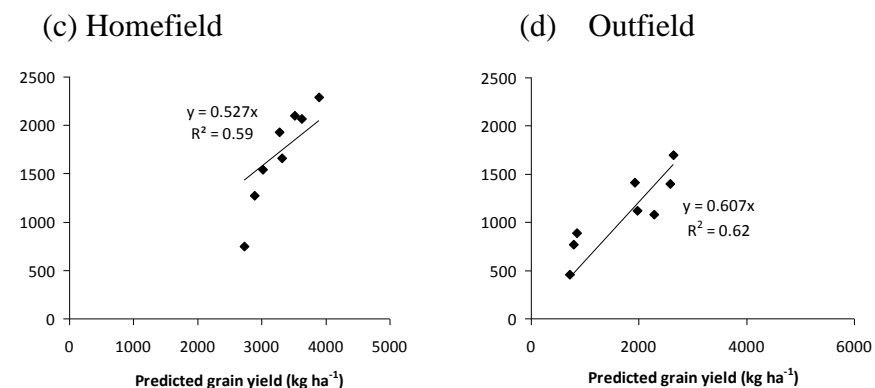 (c) Homefield
(d) Outfield
2500
2000
1500
1000
500
0
y = 0.527x
R² = 0.59
0 1000 2000 3000 4000 5000
Predicted grain yield (kg ha⁻¹)
2500
2000
1500
1000
500
0
y = 0.607x
R² = 0.62
0 2000 4000 6000
Predicted grain yield (kg ha⁻¹)